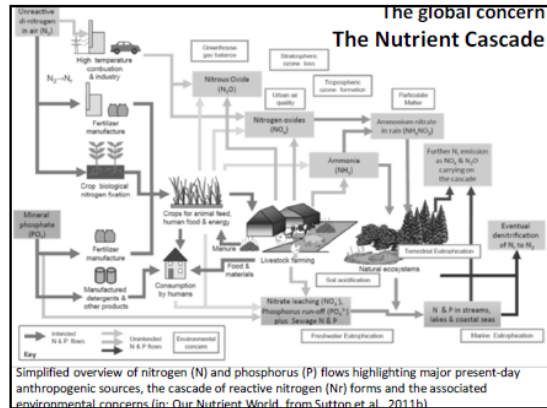 The global concern
The Nutrient Cascade
Unreactive
di-nitrogen
in air (N₂)
High temperature
combustion
& industry
N₂→Nᵣ
Fertilizer
manufacture
Crop biological
nitrogen fixation
Mineral
phosphate
(PO₄)
Fertilizer
manufacture
Manufactured
detergents &
other products
Greenhouse
gas balance
Stratospheric
ozone loss
Tropospheric
ozone formation
Particulate
Matter
Urban air
quality
Nitrous Oxide
(N₂O)
Nitrogen oxides
(NOₓ)
Ammonium nitrate
in rain (NH₄NO₃)
Ammonia
(NH₃)
Further Nᵣ emission
as NOₓ & N₂O
carrying on
the cascade
Crops for animal feed,
human food & energy
Manure
Livestock farming
Food &
materials
Consumption
by humans
Natural ecosystems
Terrestrial Eutrophication
Soil acidification
Eventual
denitrification
of Nᵣ to N₂
Nitrate leaching (NO₃⁻),
Phosphorus run-off (PO₄³⁻)
plus Sewage N & P
N & P in streams,
lakes & coastal seas
Freshwater Eutrophication
Marine Eutrophication
Intended
N & P flows
Unintended
N & P flows
Environmental
concern
Key
Simplified overview of nitrogen (N) and phosphorus (P) flows highlighting major present-day
anthropogenic sources, the cascade of reactive nitrogen (Nr) forms and the associated
environmental concerns (in: Our Nutrient World, from Sutton et al., 2011b)